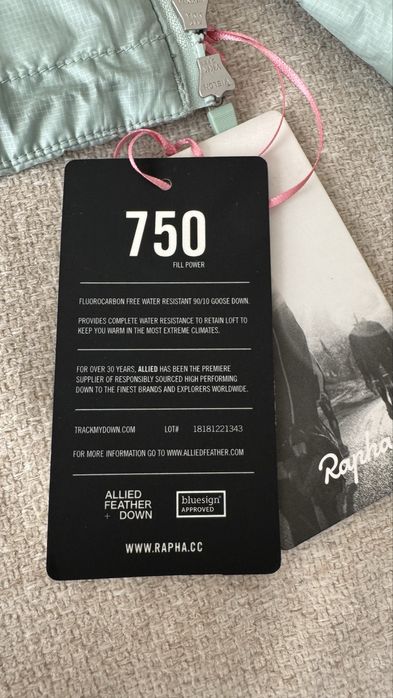 750
FILL POWER
FLUOROCARBON FREE WATER RESISTANT 90/10 GOOSE DOWN.
PROVIDES COMPLETE WATER RESISTANCE TO RETAIN LOFT TO
KEEP YOU WARM IN THE MOST EXTREME CLIMATES.
FOR OVER 30 YEARS, ALLIED HAS BEEN THE PREMIERE
SUPPLIER OF RESPONSIBLY SOURCED HIGH PERFORMING
DOWN TO THE FINEST BRANDS AND EXPLORERS WORLDWIDE.
TRACKMYDOWN.COM LOT# 18181221343
FOR MORE INFORMATION GO TO WWW.ALLIEDFEATHER.COM
ALLIED
FEATHER
+ DOWN
bluesign®
APPROVED
WWW.RAPHA.CC
Rapha